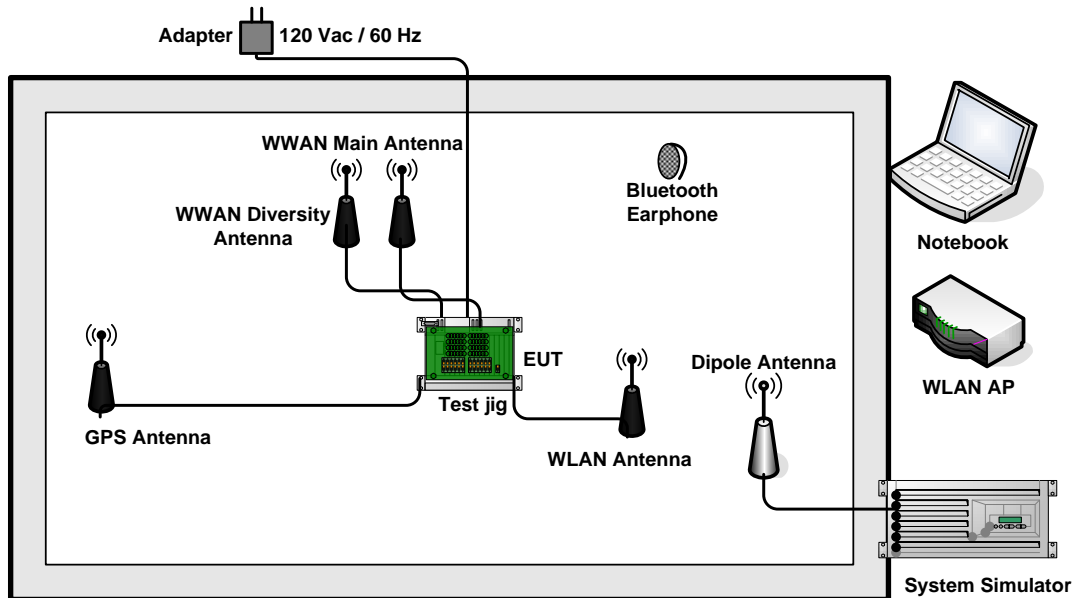 Adapter
120 Vac / 60 Hz
WWAN Main Antenna
Bluetooth
Earphone
WWAN Diversity
Antenna
Notebook
EUT
Dipole Antenna
WLAN AP
Test jig
GPS Antenna
WLAN Antenna
System Simulator